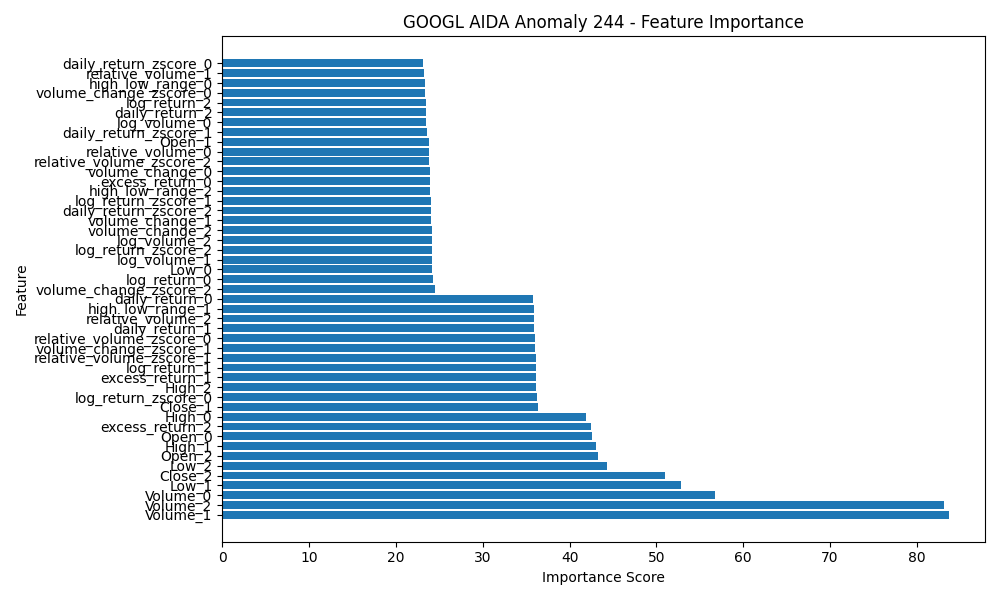 GOOGL AIDA Anomaly 244 - Feature Importance
daily_return_zscore_0
relative_volume_1
high_low_range_0
volume_change_zscore_0
log_return_2
daily_return_2
log_volume_0
daily_return_zscore_1
Open_1
relative_volume_0
relative_volume_zscore_2
volume_change_0
excess_return_0
high_low_range_2
log_return_zscore_1
daily_return_zscore_2
volume_change_1
volume_change_2
log_volume_2
log_return_zscore_2
log_volume_1
Low_0
log_return_0
volume_change_zscore_2
daily_return_0
high_low_range_1
relative_volume_2
daily_return_1
relative_volume_zscore_0
volume_change_zscore_1
relative_volume_zscore_1
log_return_1
excess_return_1
High_2
log_return_zscore_0
Close_1
High_0
excess_return_2
Open_0
High_1
Open_2
Low_2
Close_2
Low_1
Volume_0
Volume_2
Volume_1
Feature
0 10 20 30 40 50 60 70 80
Importance Score